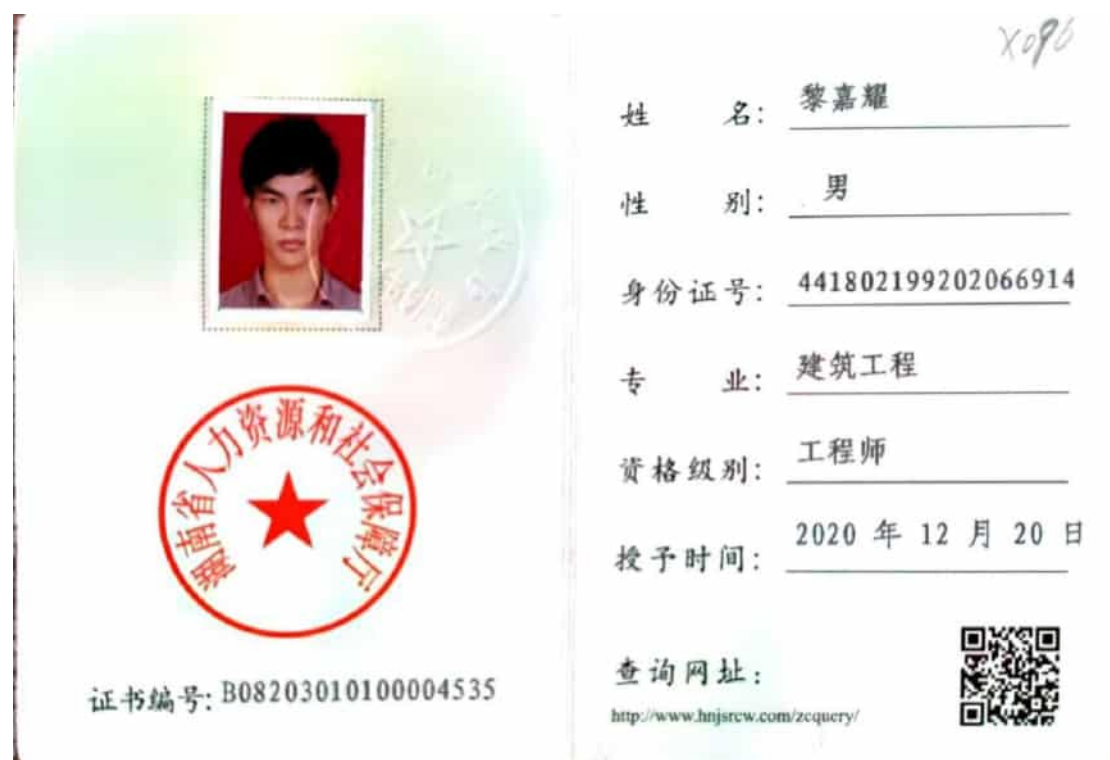 湖南省人力资源和社会保障厅
证书编号: B08203010100004535
X096
姓 名: 黎嘉耀
性 别: 男
身份证号: 441802199202066914
专 业: 建筑工程
资格级别: 工程师
授予时间: 2020 年 12 月 20 日
查询网址:
http://www.hnjsrcw.com/zcquery/